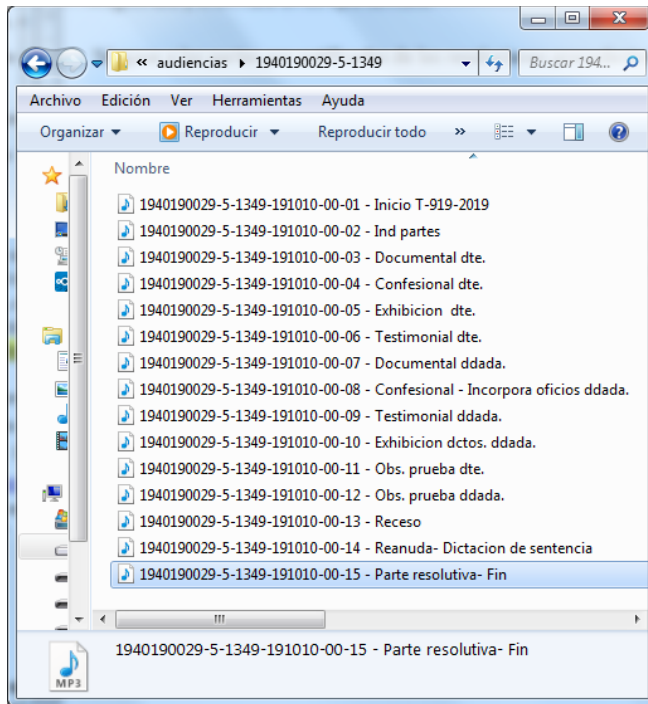 « audiencias ▸ 1940190029-5-1349 Buscar 194...
Archivo Edición Ver Herramientas Ayuda
Organizar Reproducir Reproducir todo »
Nombre
1940190029-5-1349-191010-00-01 - Inicio T-919-2019
1940190029-5-1349-191010-00-02 - Ind partes
1940190029-5-1349-191010-00-03 - Documental dte.
1940190029-5-1349-191010-00-04 - Confesional dte.
1940190029-5-1349-191010-00-05 - Exhibicion  dte.
1940190029-5-1349-191010-00-06 - Testimonial dte.
1940190029-5-1349-191010-00-07 - Documental ddada.
1940190029-5-1349-191010-00-08 - Confesional - Incorpora oficios ddada.
1940190029-5-1349-191010-00-09 - Testimonial ddada.
1940190029-5-1349-191010-00-10 - Exhibicion dctos. ddada.
1940190029-5-1349-191010-00-11 - Obs. prueba dte.
1940190029-5-1349-191010-00-12 - Obs. prueba ddada.
1940190029-5-1349-191010-00-13 - Receso
1940190029-5-1349-191010-00-14 - Reanuda- Dictacion de sentencia
1940190029-5-1349-191010-00-15 - Parte resolutiva- Fin
1940190029-5-1349-191010-00-15 - Parte resolutiva- Fin
MP3